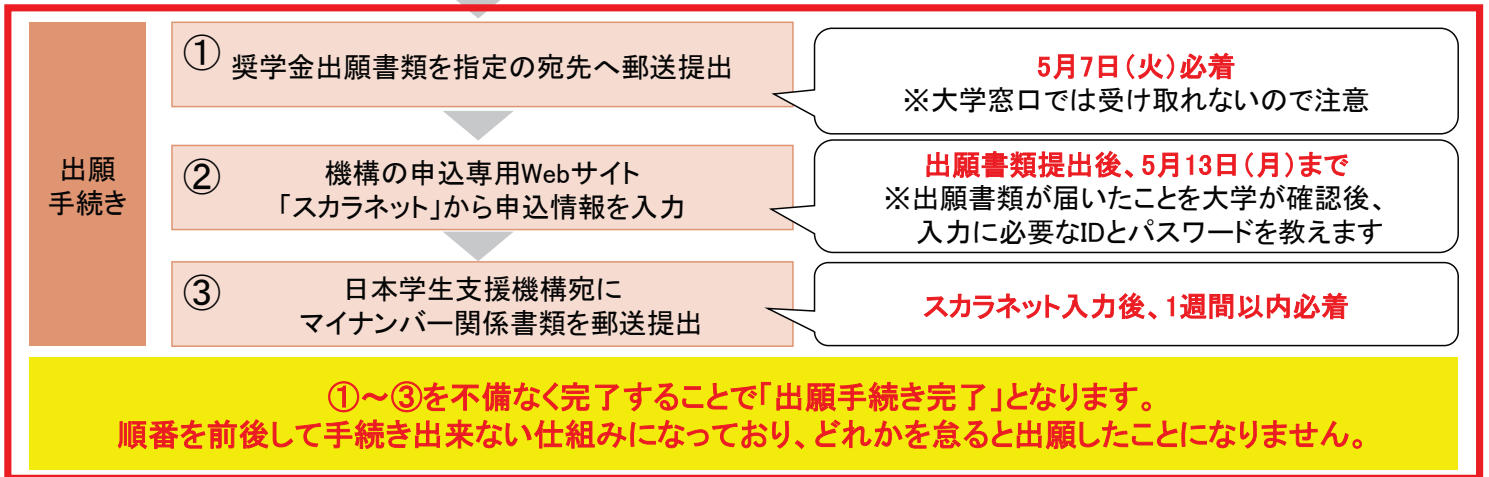 出願
手続き
① 奨学金出願書類を指定の宛先へ郵送提出
5月7日(火)必着
※大学窓口では受け取れないので注意
② 機構の申込専用Webサイト
「スカラネット」から申込情報を入力
出願書類提出後、5月13日(月)まで
※出願書類が届いたことを大学が確認後、
入力に必要なIDとパスワードを教えます
③ 日本学生支援機構宛に
マイナンバー関係書類を郵送提出
スカラネット入力後、1週間以内必着
①～③を不備なく完了することで「出願手続き完了」となります。
順番を前後して手続き出来ない仕組みになっており、どれかを怠ると出願したことになりません。